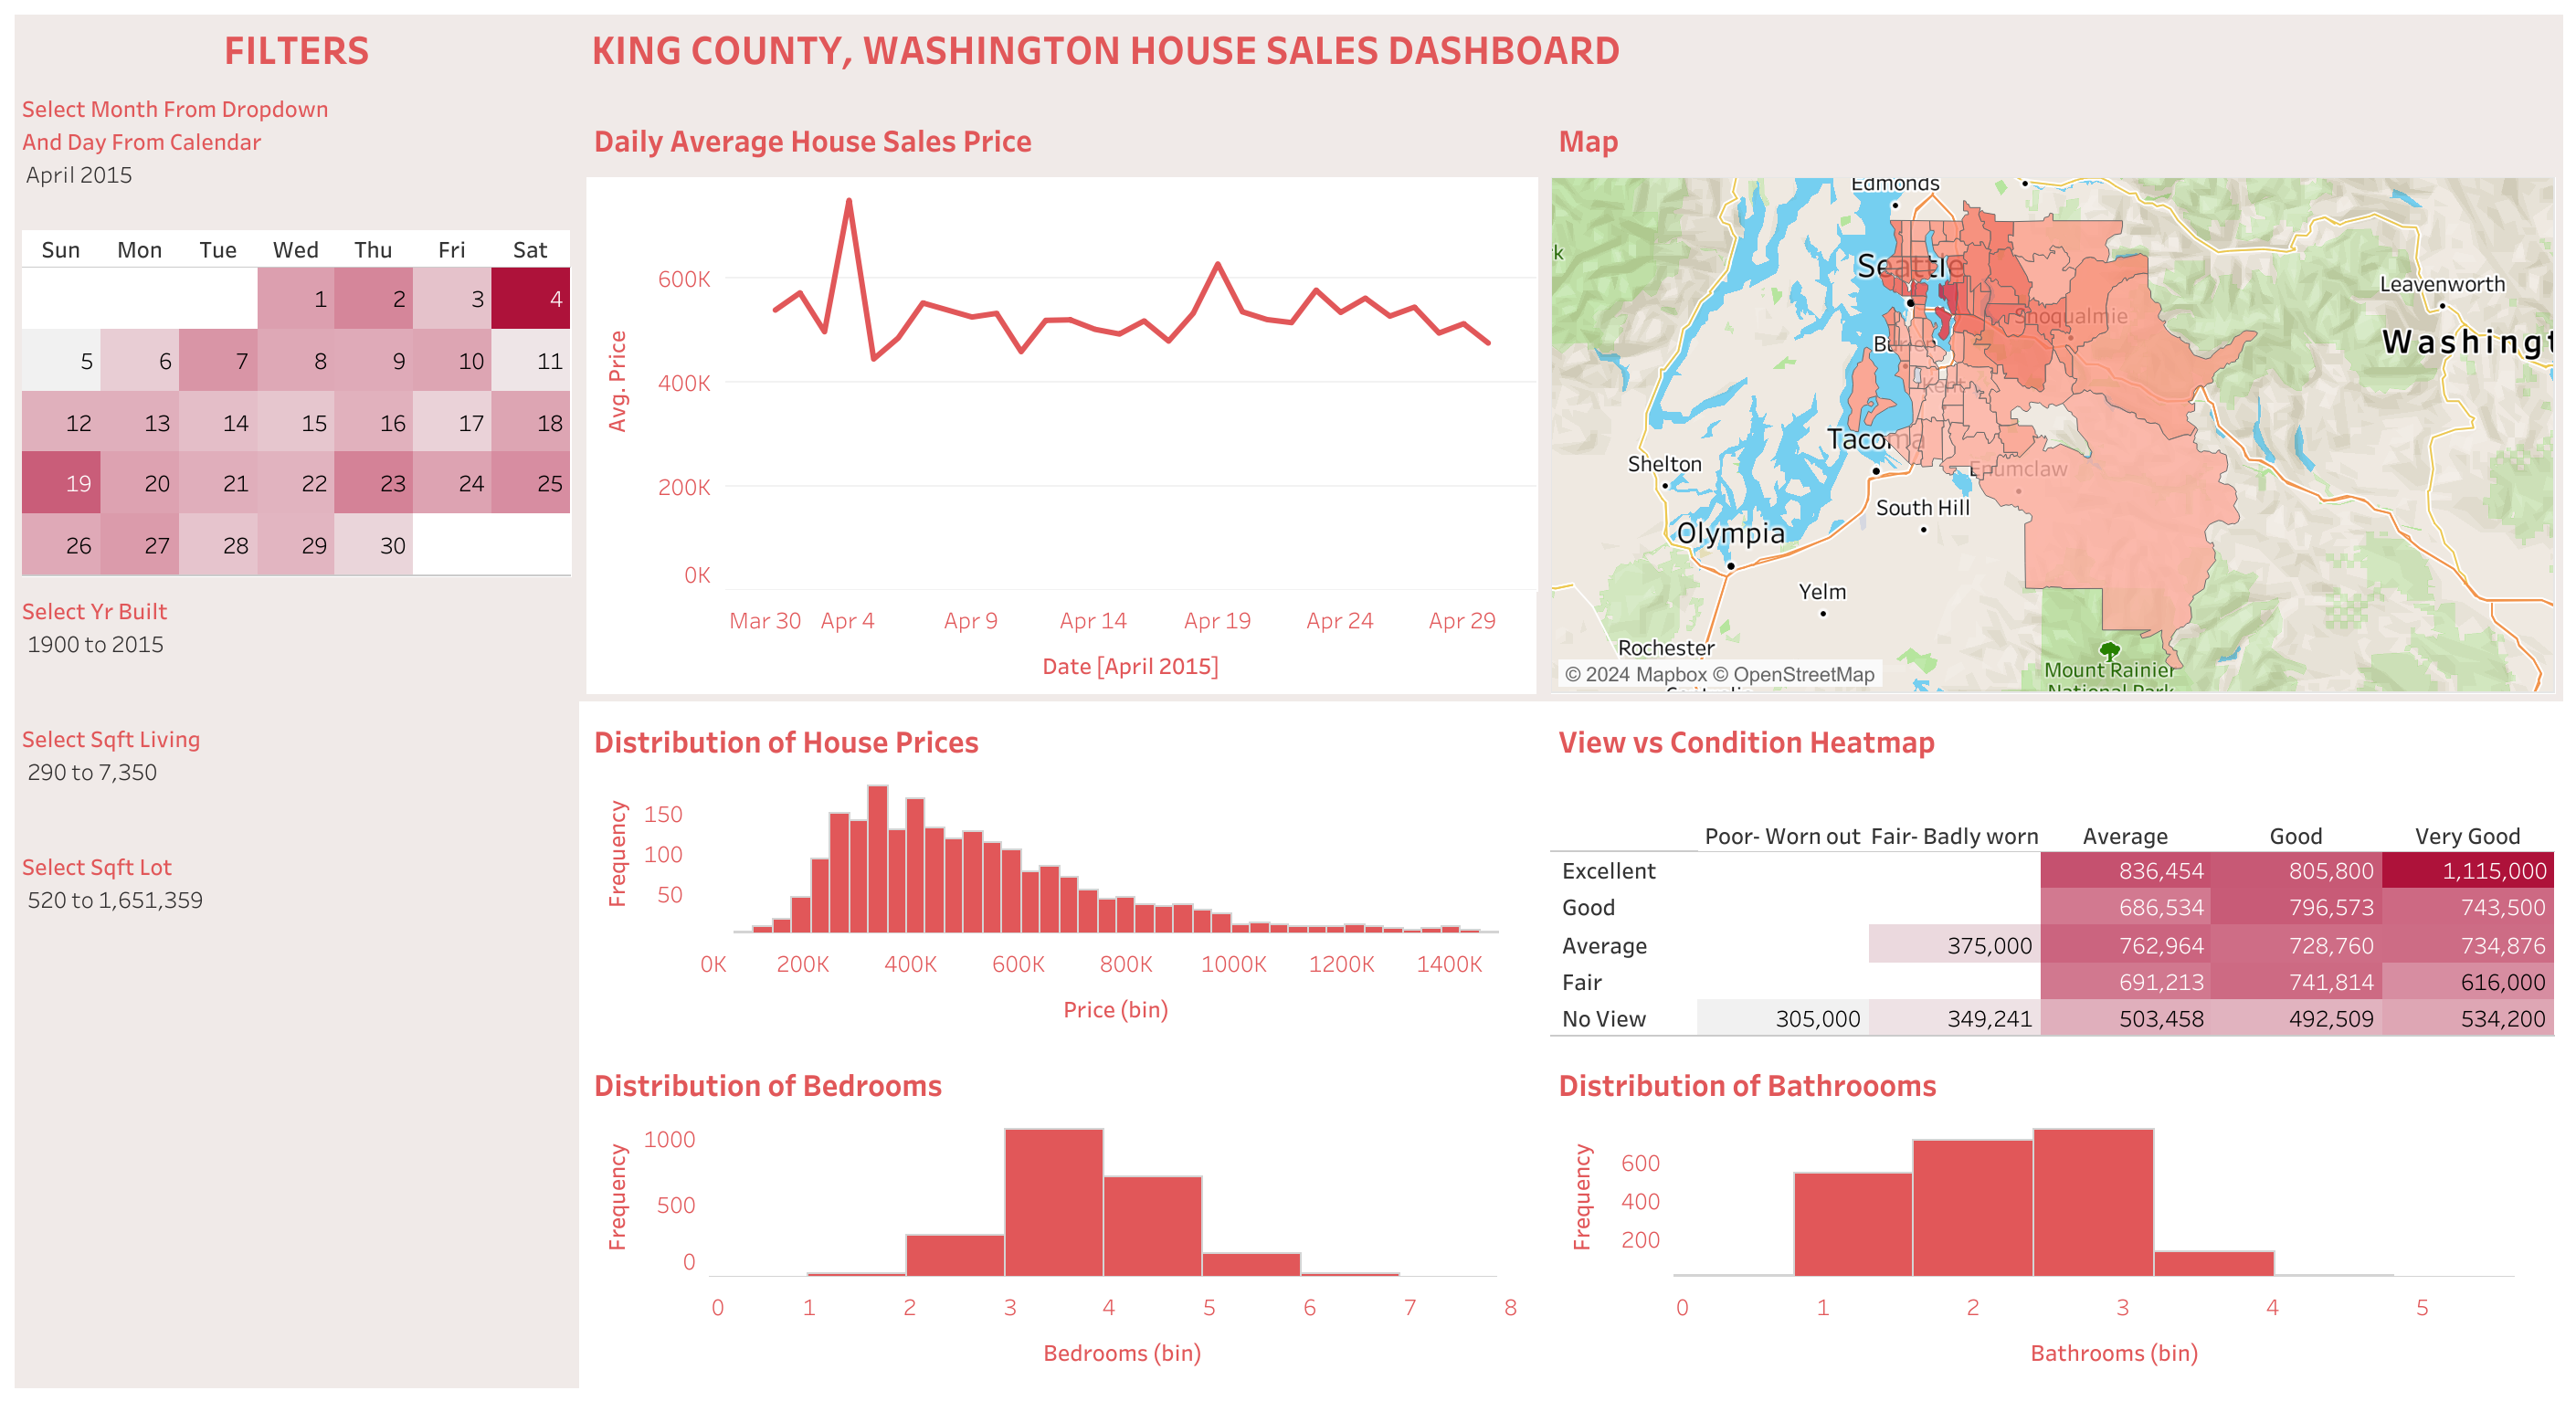 FILTERS
KING COUNTY, WASHINGTON HOUSE SALES DASHBOARD
Select Month From Dropdown
And Day From Calendar
April 2015
Sun Mon Tue Wed Thu Fri Sat
1 2 3 4
5 6 7 8 9 10 11
12 13 14 15 16 17 18
19 20 21 22 23 24 25
26 27 28 29 30
Select Yr Built
1900 to 2015
Select Sqft Living
290 to 7,350
Select Sqft Lot
520 to 1,651,359
Daily Average House Sales Price
Avg. Price
600K
400K
200K
0K
Mar 30 Apr 4 Apr 9 Apr 14 Apr 19 Apr 24 Apr 29
Date [April 2015]
Map
Edmonds
Seattle
Leavenworth
Snoqualmie
Washingt
Burien
Kent
Tacoma
Shelton
Enumclaw
South Hill
Olympia
Yelm
Rochester
Mount Rainier
National Park
© 2024 Mapbox © OpenStreetMap
Distribution of House Prices
Frequency
150
100
50
0K 200K 400K 600K 800K 1000K 1200K 1400K
Price (bin)
View vs Condition Heatmap
Poor- Worn out Fair- Badly worn Average Good Very Good
Excellent 836,454 805,800 1,115,000
Good 686,534 796,573 743,500
Average 375,000 762,964 728,760 734,876
Fair 691,213 741,814 616,000
No View 305,000 349,241 503,458 492,509 534,200
Distribution of Bedrooms
Frequency
1000
500
0
0 1 2 3 4 5 6 7 8
Bedrooms (bin)
Distribution of Bathroooms
Frequency
600
400
200
0 1 2 3 4 5
Bathrooms (bin)